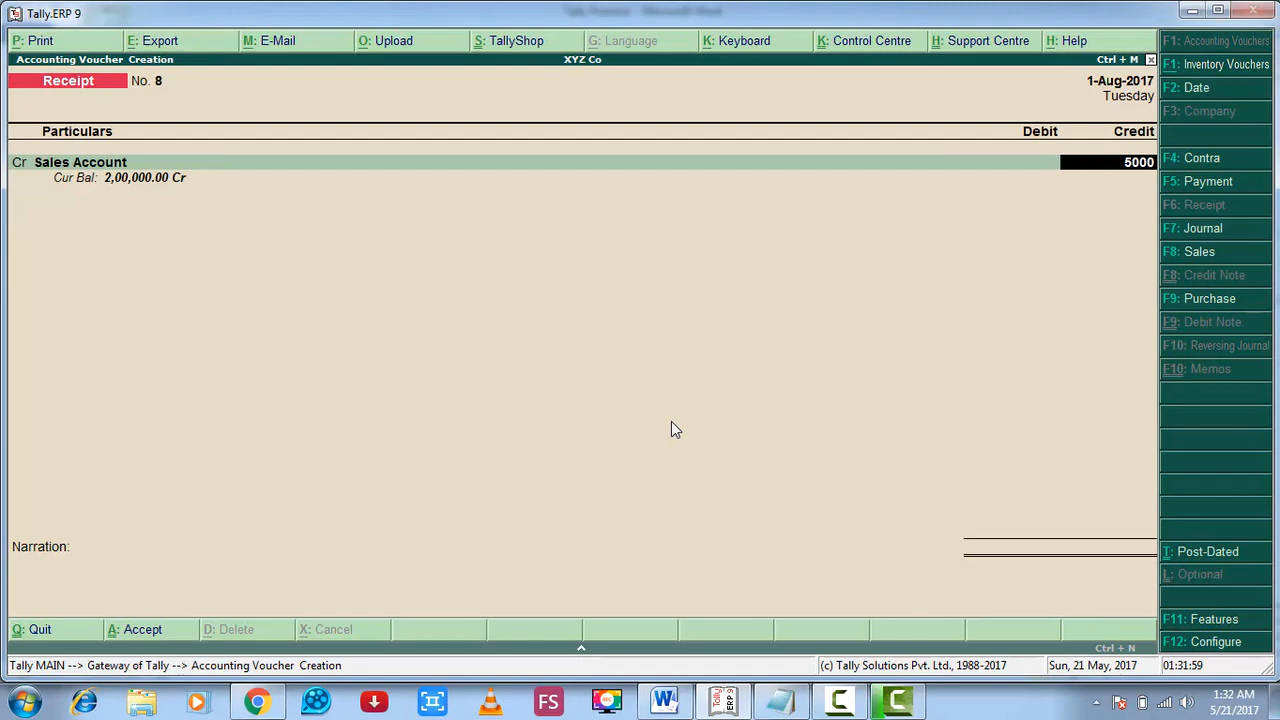 Tally.ERP 9
P: Print E: Export M: E-Mail O: Upload S: TallyShop G: Language K: Keyboard K: Control Centre H: Support Centre H: Help
Accounting Voucher Creation XYZ Co Ctrl + M
Receipt No. 8 1-Aug-2017
Tuesday
Particulars Debit Credit
Cr Sales Account 5000
Cur Bal: 2,00,000.00 Cr
Narration:
Q: Quit A: Accept D: Delete X: Cancel
Ctrl + N
Tally MAIN --> Gateway of Tally --> Accounting Voucher Creation (c) Tally Solutions Pvt. Ltd., 1988-2017 Sun, 21 May, 2017 01:31:59
F1: Accounting Vouchers
F1: Inventory Vouchers
F2: Date
F3: Company
F4: Contra
F5: Payment
F6: Receipt
F7: Journal
F8: Sales
F8: Credit Note
F9: Purchase
F9: Debit Note
F10: Reversing Journal
F10: Memos
T: Post-Dated
L: Optional
F11: Features
F12: Configure
FS
REC
W
Tally
ERP 9
C
C
1:32 AM
5/21/2017